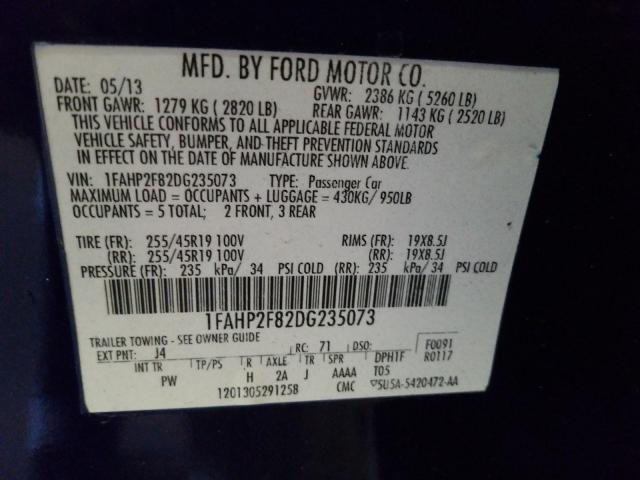 MFD. BY FORD MOTOR CO.
DATE: 05/13 GVWR: 2386 KG ( 5260 LB)
FRONT GAWR: 1279 KG ( 2820 LB) REAR GAWR: 1143 KG ( 2520 LB)
THIS VEHICLE CONFORMS TO ALL APPLICABLE FEDERAL MOTOR
VEHICLE SAFETY, BUMPER, AND THEFT PREVENTION STANDARDS
IN EFFECT ON THE DATE OF MANUFACTURE SHOWN ABOVE.
VIN: 1FAHP2F82DG235073 TYPE: Passenger Car
MAXIMUM LOAD = OCCUPANTS + LUGGAGE = 430KG/ 950LB
OCCUPANTS = 5 TOTAL; 2 FRONT, 3 REAR
TIRE (FR): 255/45R19 100V RIMS (FR): 19X8.5J
(RR): 255/45R19 100V (RR): 19X8.5J
PRESSURE (FR): 235 kPa/ 34 PSI COLD (RR): 235 kPa/ 34 PSI COLD
1FAHP2F82DG235073
TRAILER TOWING - SEE OWNER GUIDE
EXT PNT: J4 RC: 71 DSO: F0091
INT TR TP/PS R AXLE TR SPR DPH1F R0117
PW H 2A J AAAA T05
1201305291258 CMC 5U5A-5420472-AA